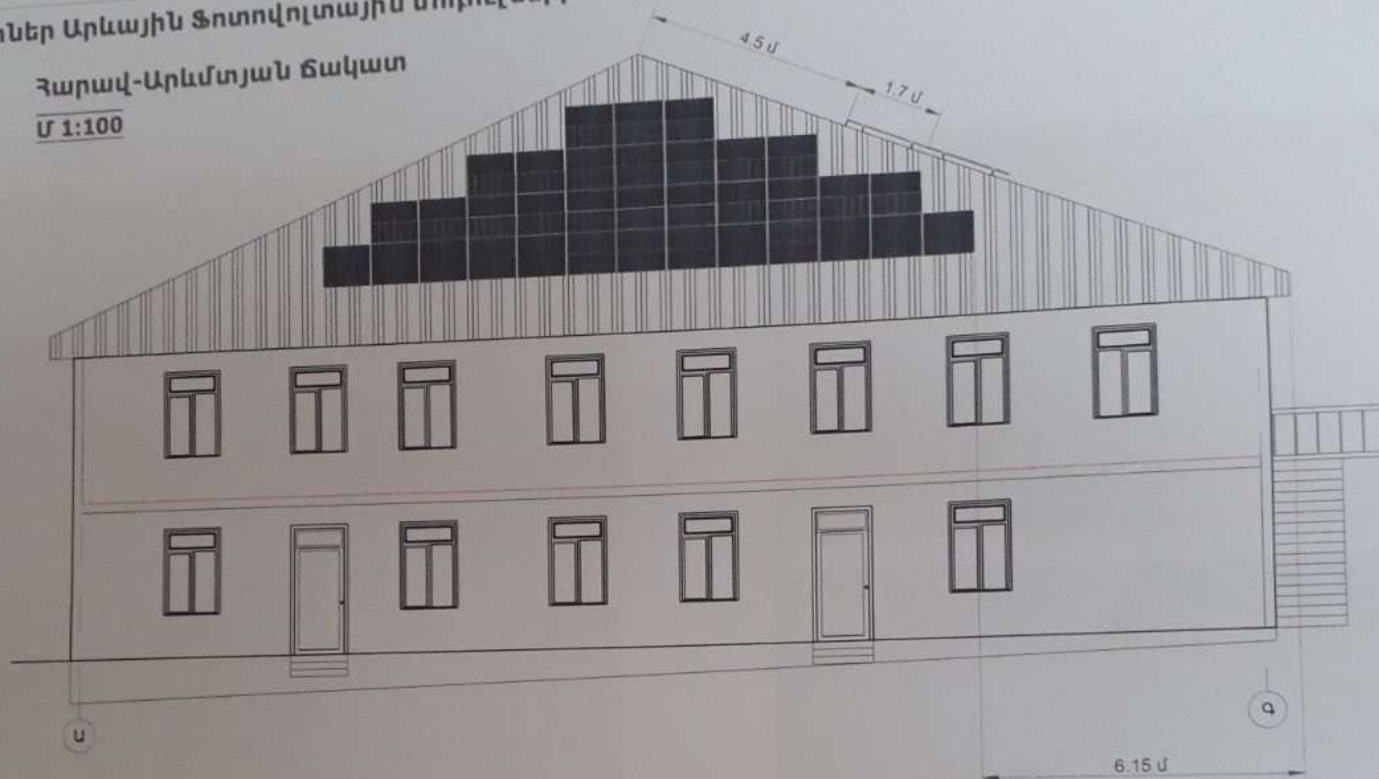 Արևային Ֆոտովոլտային
Հարավ-Արևմտյան Ճակատ
Մ 1:100
4.5 մ
1.7 մ
ա
գ
6.15 մ